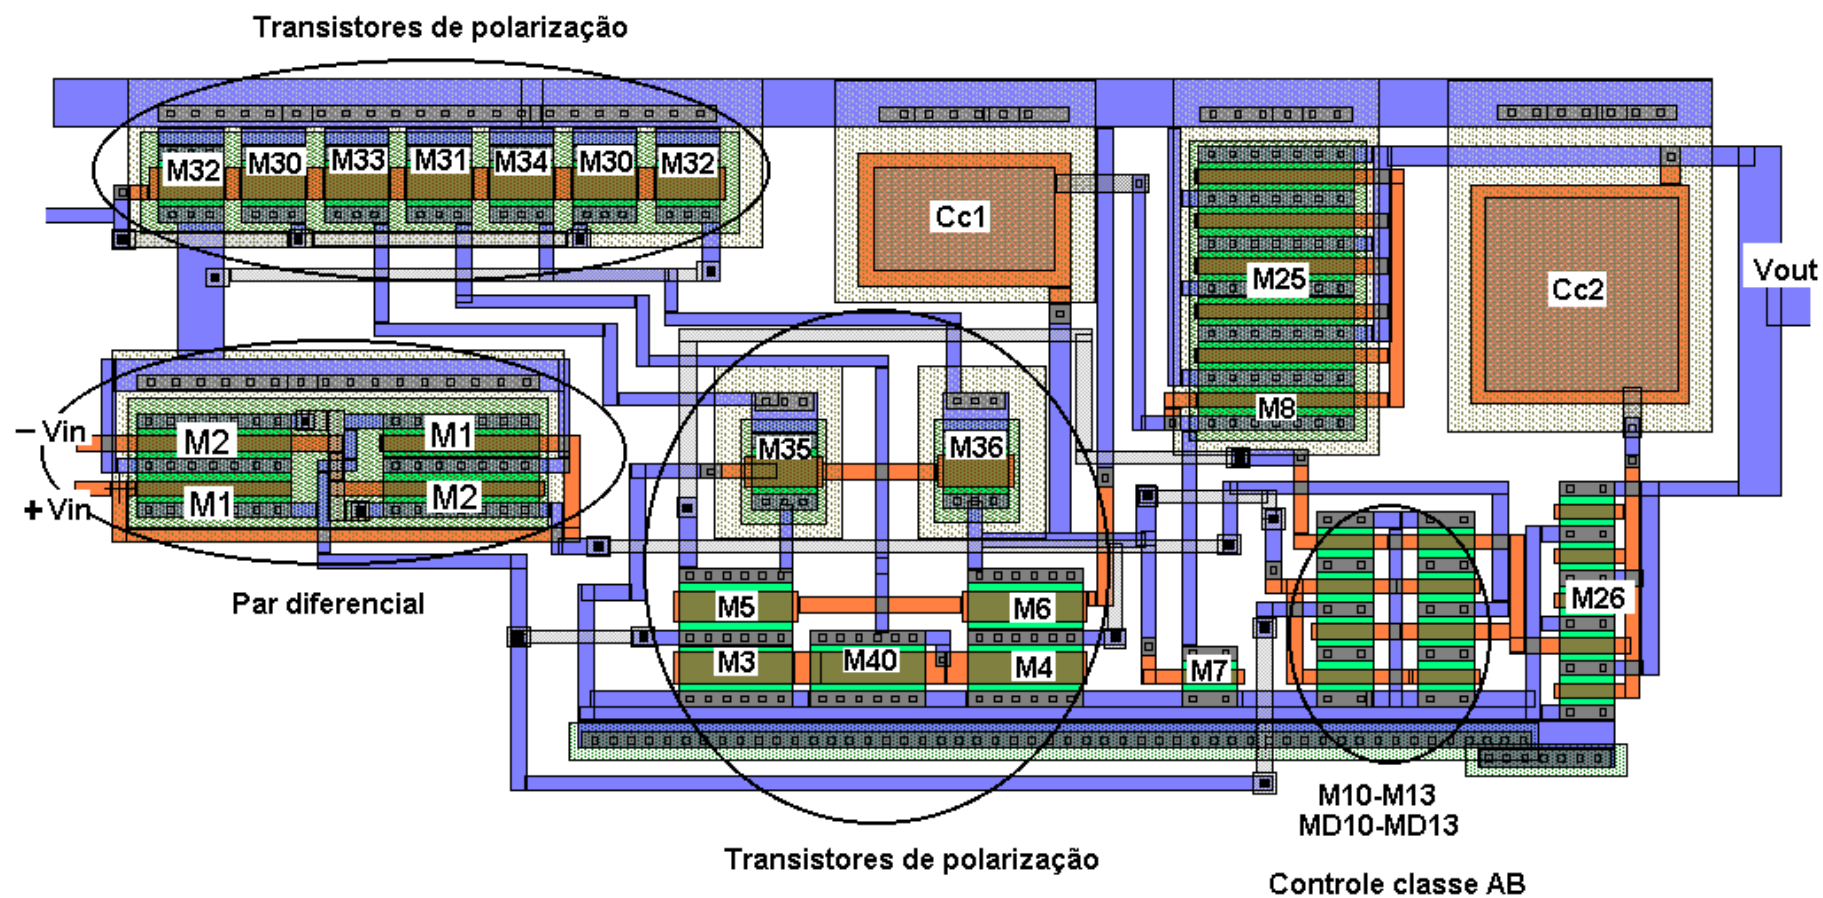 Transistores de polarização
M32 M30 M33 M31 M34 M30 M32
Cc1
M25
Cc2
Vout
M8
− Vin
M2 M1
+ Vin
M1 M2
M35 M36
Par diferencial
M5 M6
M3 M40 M4
M7
M26
M10-M13
MD10-MD13
Transistores de polarização
Controle classe AB